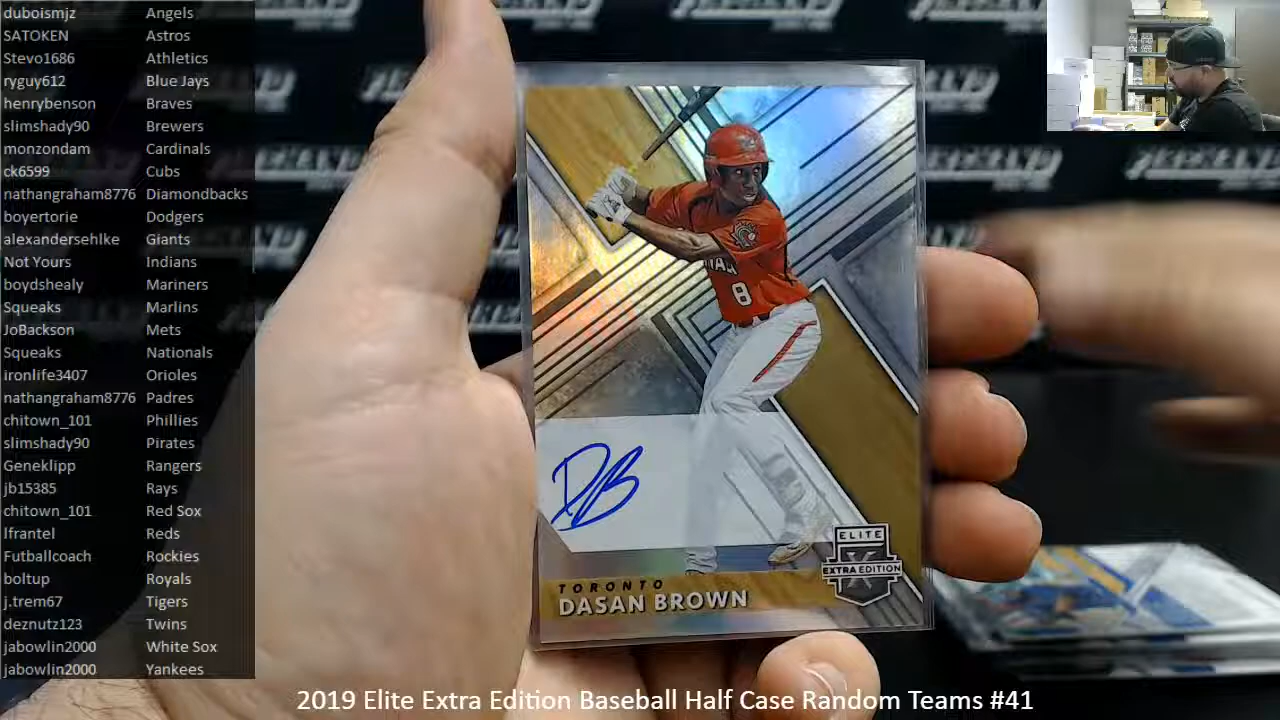 duboismjz Angels
SATOKEN Astros
Stevo1686 Athletics
ryguy612 Blue Jays
henrybenson Braves
slimshady90 Brewers
monzondam Cardinals
ck6599 Cubs
nathangraham8776 Diamondbacks
boyertorie Dodgers
alexandersehlke Giants
Not Yours Indians
boydshealy Mariners
Squeaks Marlins
JoBackson Mets
Squeaks Nationals
ironlife3407 Orioles
nathangraham8776 Padres
chitown_101 Phillies
slimshady90 Pirates
Geneklipp Rangers
jb15385 Rays
chitown_101 Red Sox
lfrantel Reds
Futballcoach Rockies
boltup Royals
j.trem67 Tigers
deznutz123 Twins
jabowlin2000 White Sox
jabowlin2000 Yankees
8
DB
ELITE
X
EXTRA EDITION
TORONTO
DASAN BROWN
2019 Elite Extra Edition Baseball Half Case Random Teams #41